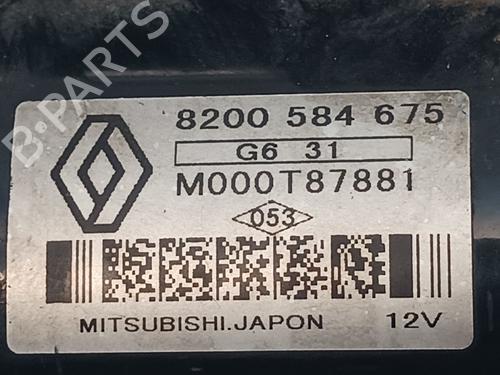 B-PARTS
8200 584 675
G6 31
M000T87881
053
MITSUBISHI.JAPON 12V